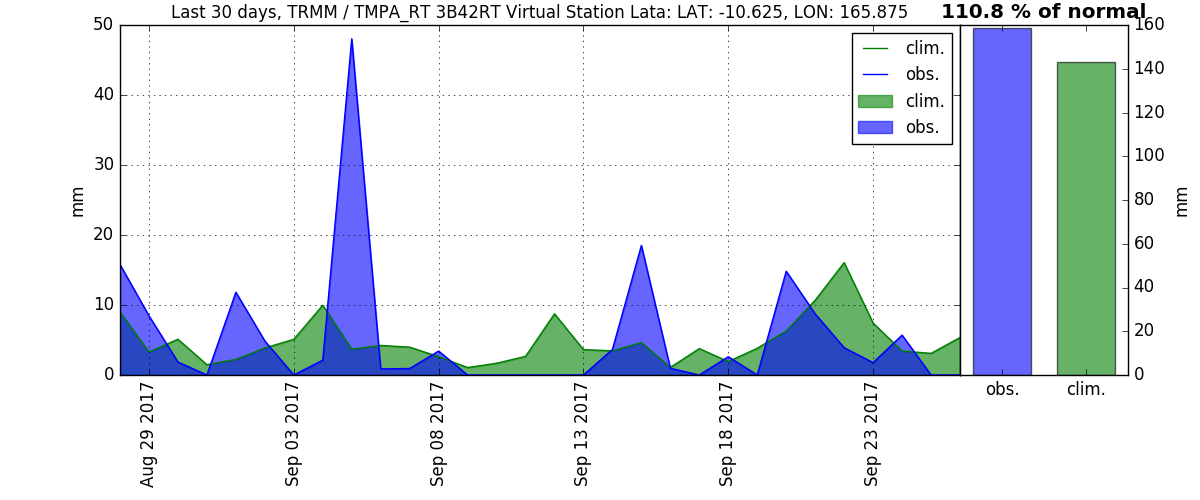 Last 30 days, TRMM / TMPA_RT 3B42RT Virtual Station Lata: LAT: -10.625, LON: 165.875
110.8 % of normal
50
40
30
20
10
0
mm
clim.
obs.
clim.
obs.
160
140
120
100
80
60
40
20
0
mm
Aug 29 2017
Sep 03 2017
Sep 08 2017
Sep 13 2017
Sep 18 2017
Sep 23 2017
obs.
clim.